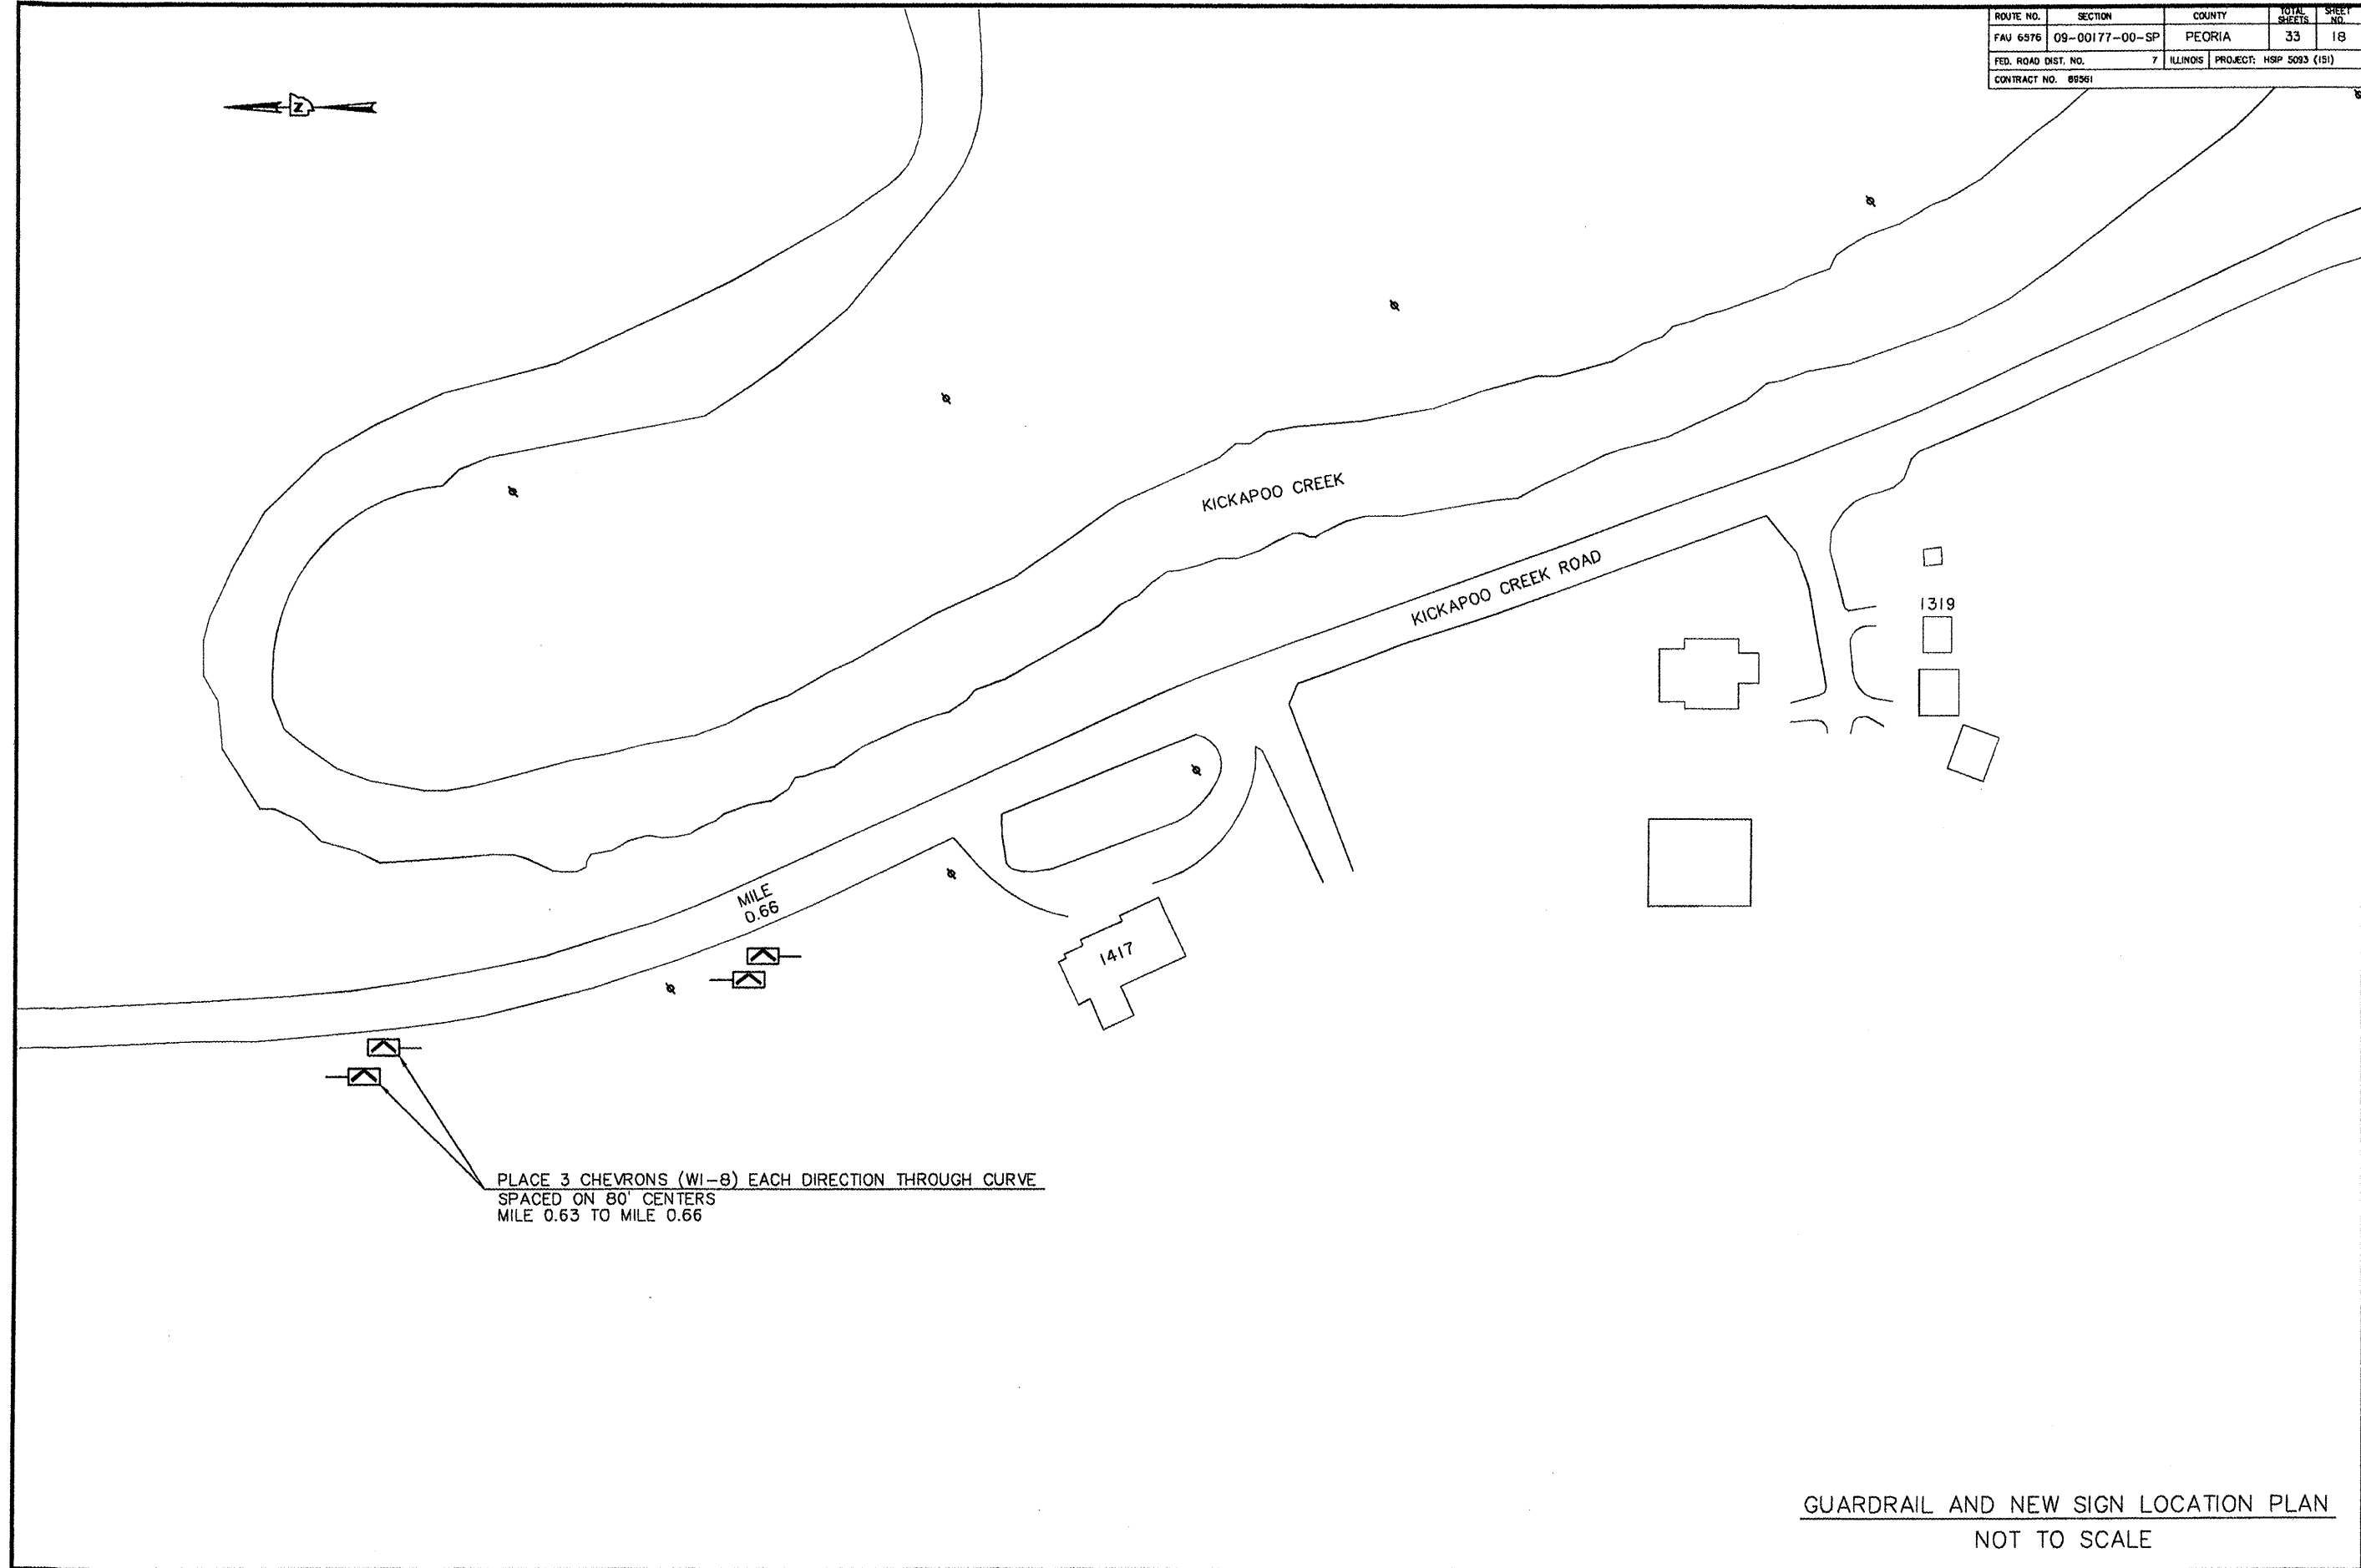 ROUTE NO. SECTION COUNTY TOTAL SHEETS SHEET NO.
FAU 6576 09-00177-00-SP PEORIA 33 18
FED. ROAD DIST. NO. 7 ILLINOIS PROJECT: HSIP 5093 (151)
CONTRACT NO. 89561
Z
KICKAPOO CREEK
KICKAPOO CREEK ROAD
1319
MILE
0.66
1417
PLACE 3 CHEVRONS (W1-8) EACH DIRECTION THROUGH CURVE
SPACED ON 80' CENTERS
MILE 0.63 TO MILE 0.66
GUARDRAIL AND NEW SIGN LOCATION PLAN
NOT TO SCALE